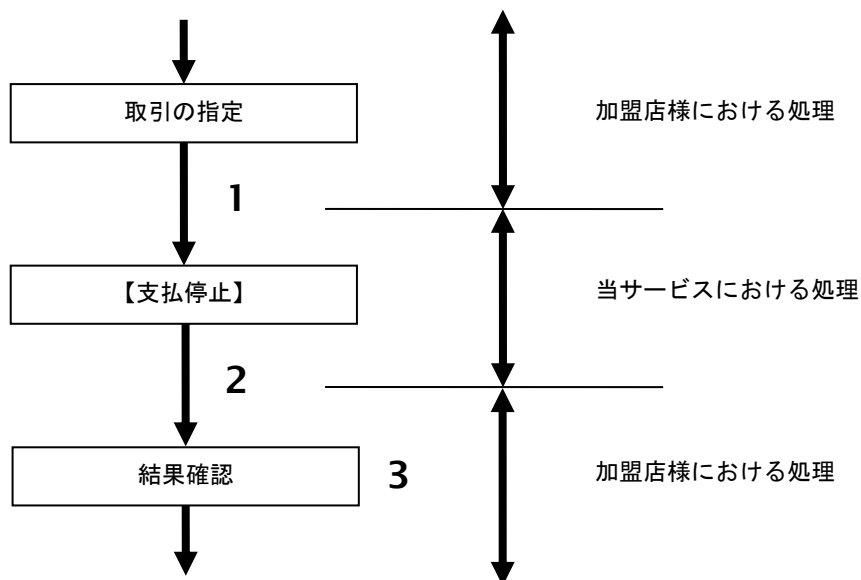 取引の指定
加盟店様における処理
1
【支払停止】
当サービスにおける処理
2
結果確認
3
加盟店様における処理